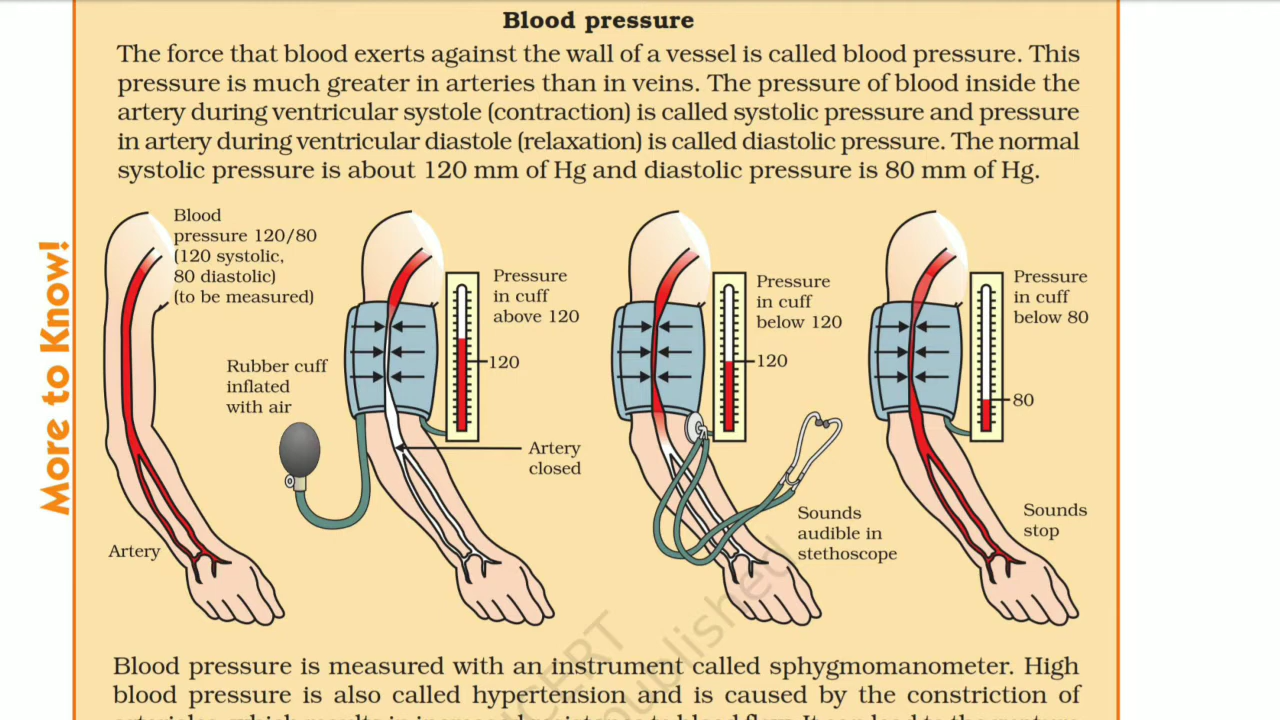 Blood pressure
The force that blood exerts against the wall of a vessel is called blood pressure. This
pressure is much greater in arteries than in veins. The pressure of blood inside the
artery during ventricular systole (contraction) is called systolic pressure and pressure
in artery during ventricular diastole (relaxation) is called diastolic pressure. The normal
systolic pressure is about 120 mm of Hg and diastolic pressure is 80 mm of Hg.
More to Know!
Blood
pressure 120/80
(120 systolic,
80 diastolic)
(to be measured)
Artery
Rubber cuff
inflated
with air
Pressure
in cuff
above 120
120
Artery
closed
Pressure
in cuff
below 120
120
Sounds
audible in
stethoscope
Pressure
in cuff
below 80
80
Sounds
stop
NCERT
Blood pressure is measured with an instrument called sphygmomanometer. High
blood pressure is also called hypertension and is caused by the constriction of